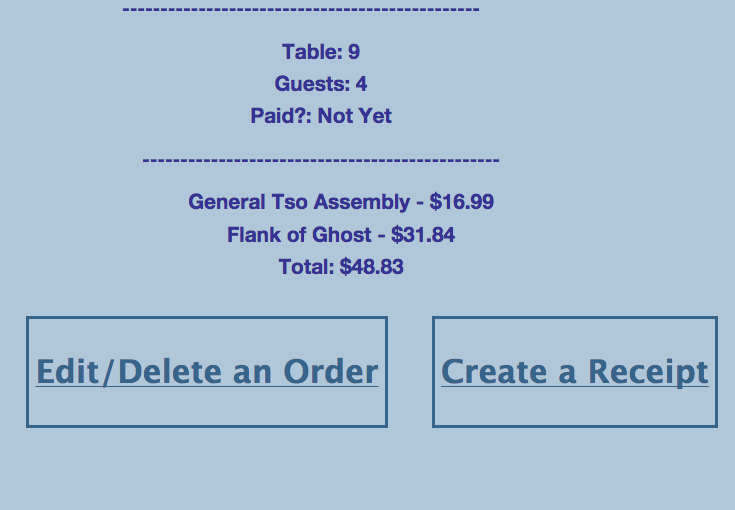 -----------------------------------------------
Table: 9
Guests: 4
Paid?: Not Yet
-----------------------------------------------
General Tso Assembly - $16.99
Flank of Ghost - $31.84
Total: $48.83
Edit/Delete an Order
Create a Receipt